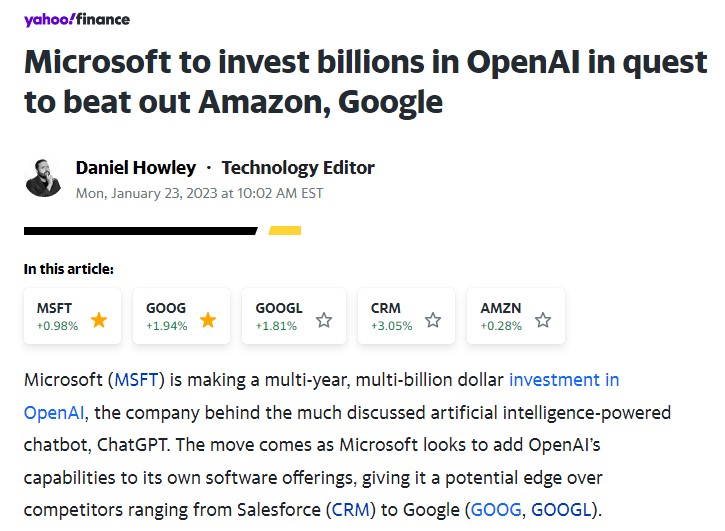 yahoo!finance
Microsoft to invest billions in OpenAI in quest
to beat out Amazon, Google
Daniel Howley · Technology Editor
Mon, January 23, 2023 at 10:02 AM EST
In this article:
MSFT
+0.98%
GOOG
+1.94%
GOOGL
+1.81%
CRM
+3.05%
AMZN
+0.28%
Microsoft (MSFT) is making a multi-year, multi-billion dollar investment in
OpenAI, the company behind the much discussed artificial intelligence-powered
chatbot, ChatGPT. The move comes as Microsoft looks to add OpenAI’s
capabilities to its own software offerings, giving it a potential edge over
competitors ranging from Salesforce (CRM) to Google (GOOG, GOOGL).